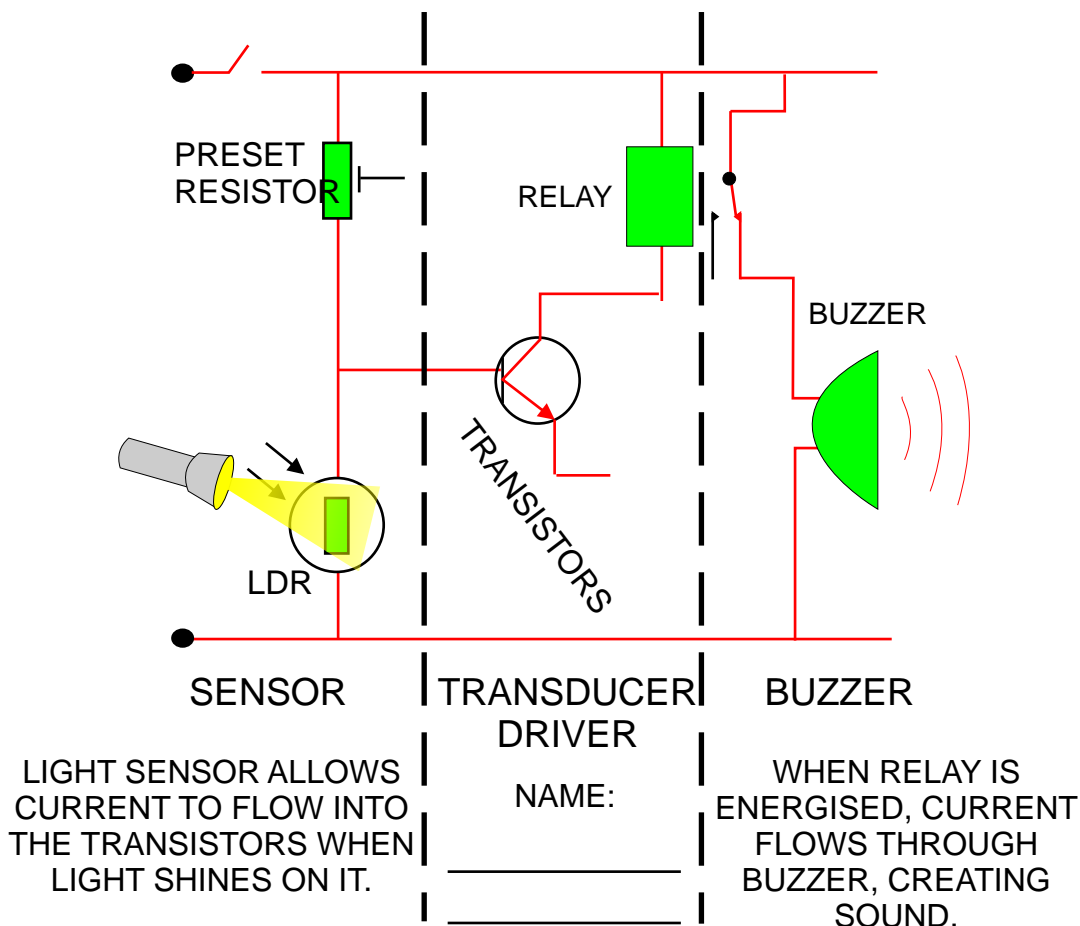 PRESET
RESISTOR
RELAY
BUZZER
TRANSISTORS
LDR
SENSOR
LIGHT SENSOR ALLOWS
CURRENT TO FLOW INTO
THE TRANSISTORS WHEN
LIGHT SHINES ON IT.
TRANSDUCER
DRIVER
NAME:
BUZZER
WHEN RELAY IS
ENERGISED, CURRENT
FLOWS THROUGH
BUZZER, CREATING
SOUND.